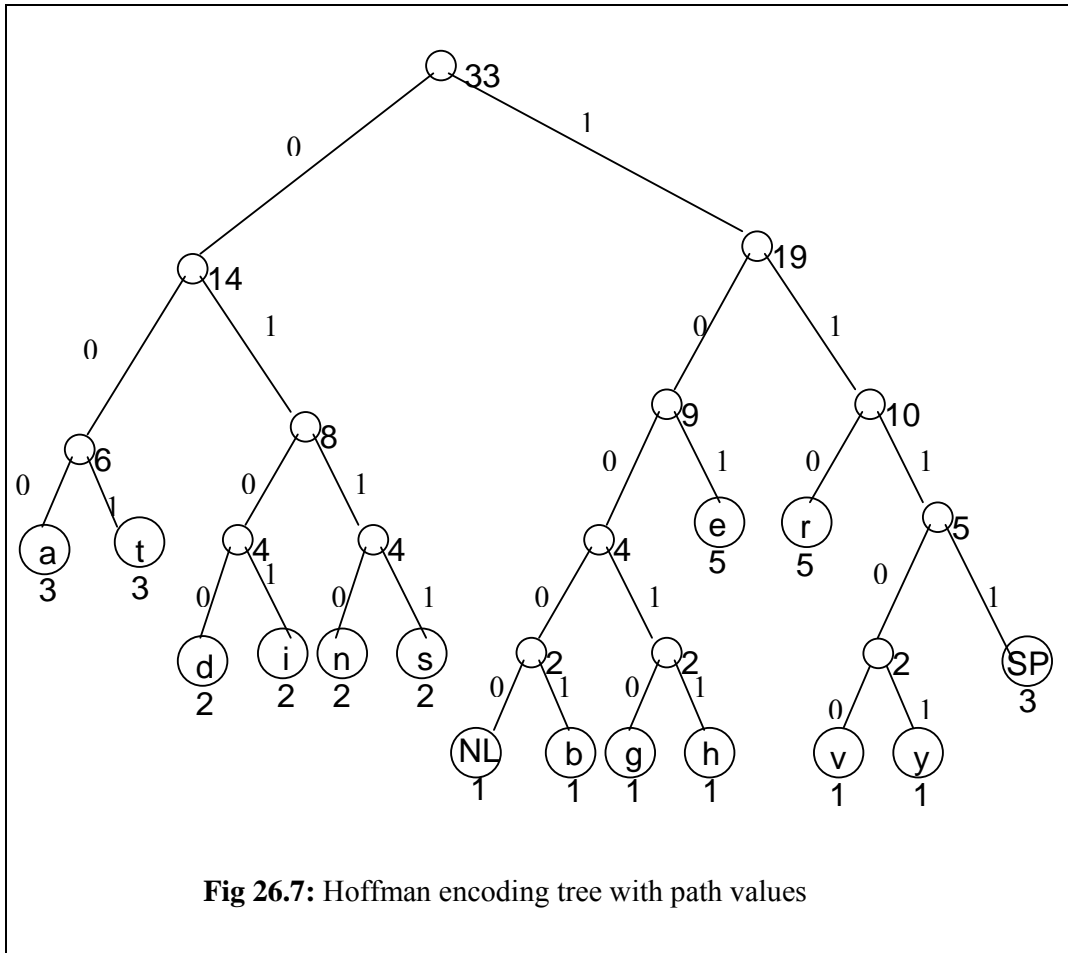 33
0 1
14 19
0 1 0 1
6 8 9 10
0 1 0 1 0 1 0 1
a t 4 4 4 e r 5
3 3 5 5
0 1 0 1 0 1 0 1
d i n s 2 2 2 SP
2 2 2 2 3
0 1 0 1 0 1
NL b g h v y
1 1 1 1 1 1
Fig 26.7: Hoffman encoding tree with path values